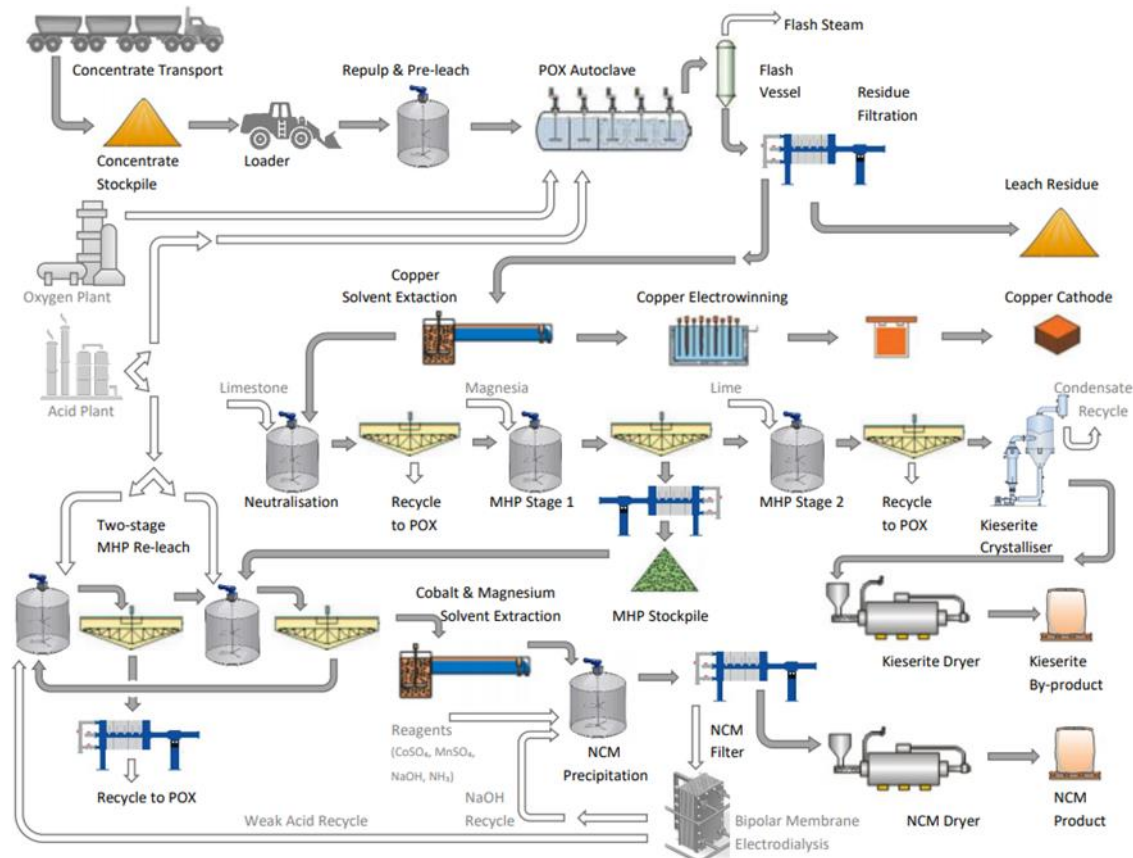 Flash Steam
Concentrate Transport
Repulp & Pre-leach
POX Autoclave
Flash
Vessel
Residue
Filtration
Concentrate
Stockpile
Loader
Leach Residue
Oxygen Plant
Copper
Solvent Extaction
Copper Electrowinning
Copper Cathode
Acid Plant
Limestone
Magnesia
Lime
Condensate
Recycle
Neutralisation
Recycle
to POX
MHP Stage 1
MHP Stage 2
Recycle
to POX
Kieserite
Crystalliser
Two-stage
MHP Re-leach
Cobalt & Magnesium
Solvent Extraction
MHP Stockpile
Kieserite Dryer
Kieserite
By-product
Reagents
(CoSO₄, MnSO₄,
NaOH, NH₃)
NCM
Precipitation
NCM
Filter
Recycle to POX
NaOH
Recycle
Weak Acid Recycle
Bipolar Membrane
Electrodialysis
NCM Dryer
NCM
Product